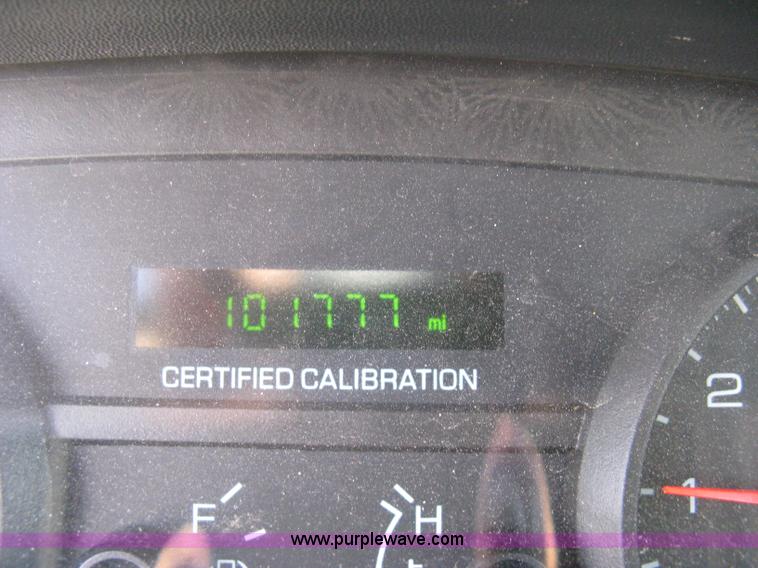 101777 mi
CERTIFIED CALIBRATION
2
F
H
1
www.purplewave.com